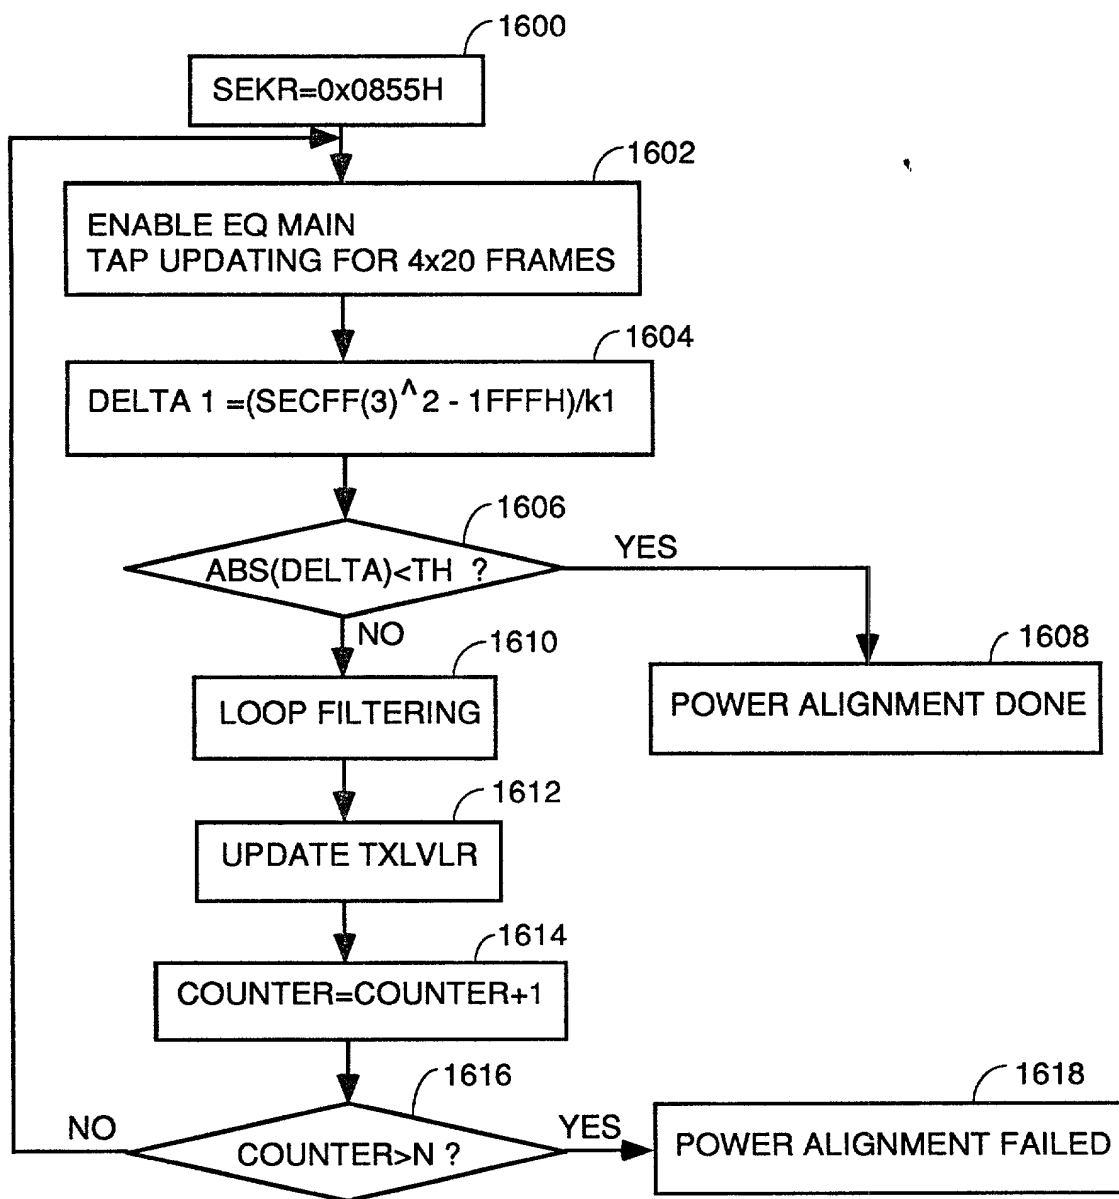 1600
SEKR=0x0855H
1602
ENABLE EQ MAIN
TAP UPDATING FOR 4x20 FRAMES
1604
DELTA 1 =(SECFF(3)^2 - 1FFFH)/k1
1606
ABS(DELTA)<TH ?
YES
NO
1608
POWER ALIGNMENT DONE
1610
LOOP FILTERING
1612
UPDATE TXLVLR
1614
COUNTER=COUNTER+1
1616
COUNTER>N ?
NO
YES
1618
POWER ALIGNMENT FAILED